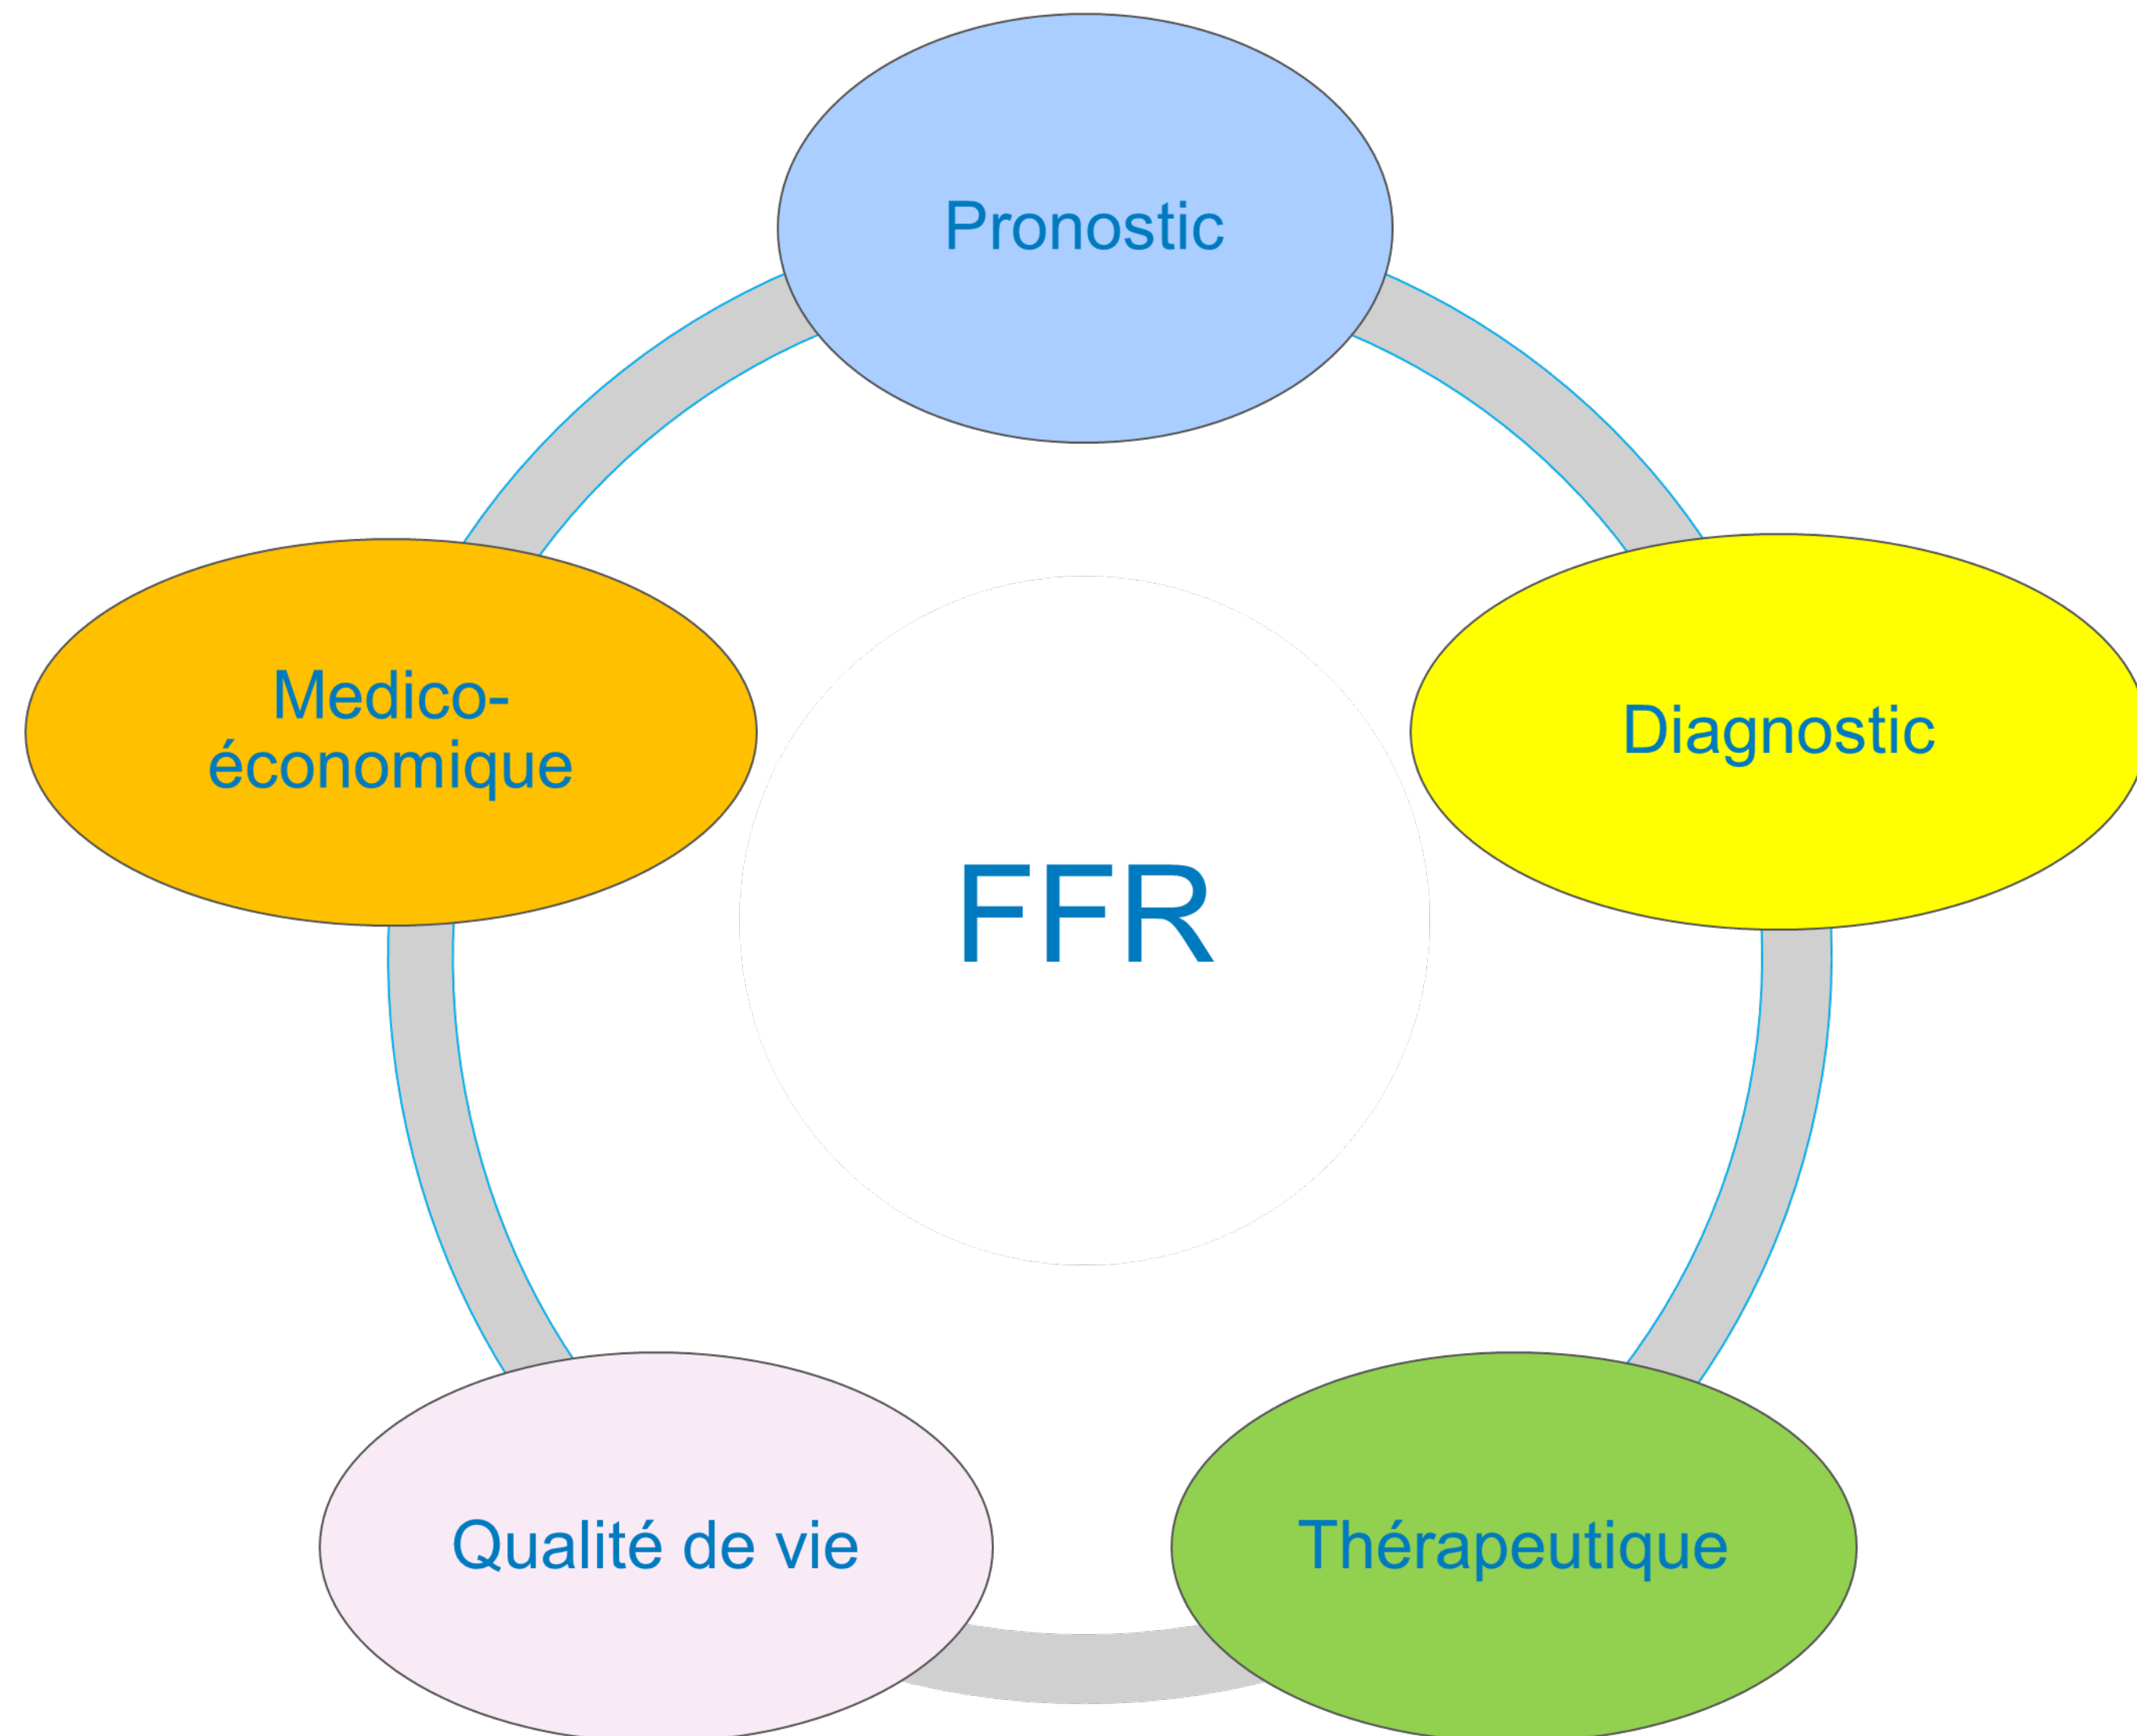 Pronostic
Medico-
économique
Diagnostic
FFR
Qualité de vie
Thérapeutique